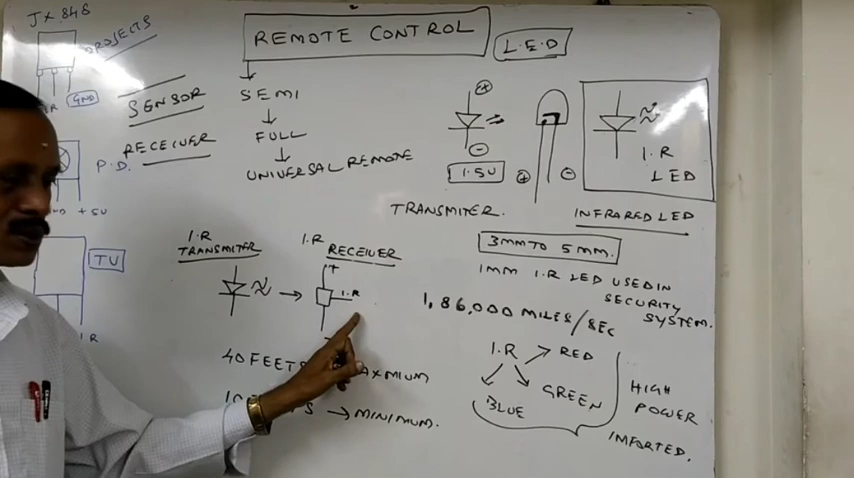 JX 848
PROJECTS
GND
SENSOR
RECEIVER
P.D.
+5V
TV
R
REMOTE CONTROL
SEMI
FULL
UNIVERSAL REMOTE
L.E.D
+
-
1.5V
+
-
I.R
LED
TRANSMITER.
INFRARED LED
3MM TO 5MM.
1MM I.R LED USED IN
SECURITY
SYSTEM.
I.R
TRANSMITER
I.R
RECEIVER
+
I.R
1,86,000 MILES/SEC
40 FEETS
MAXMIUM
MINIMUM.
I.R
RED
GREEN
BLUE
HIGH
POWER
IMPORTED.